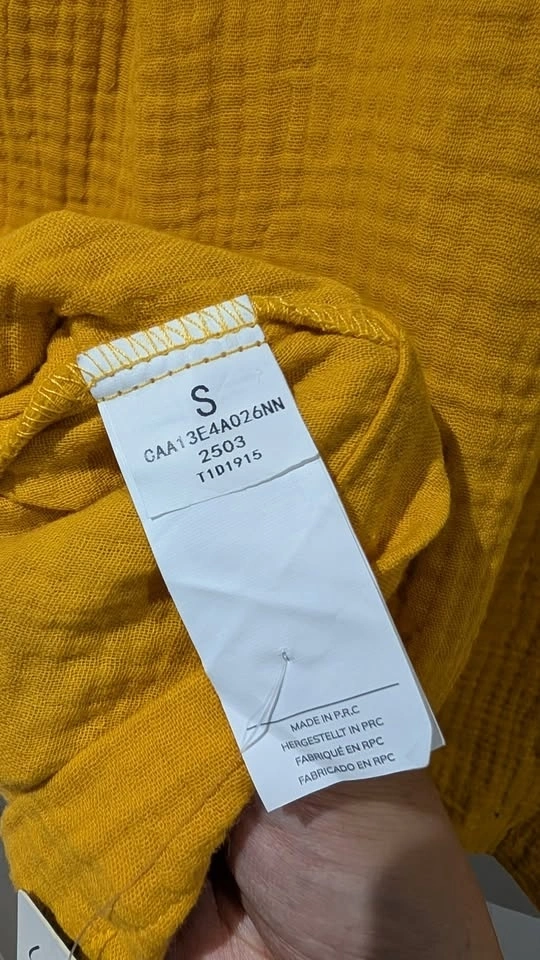 S
CAA13E4A026NN
2503
T1D1915
MADE IN P.R.C
HERGESTELLT IN PRC
FABRIQUÉ EN RPC
FABRICADO EN RPC